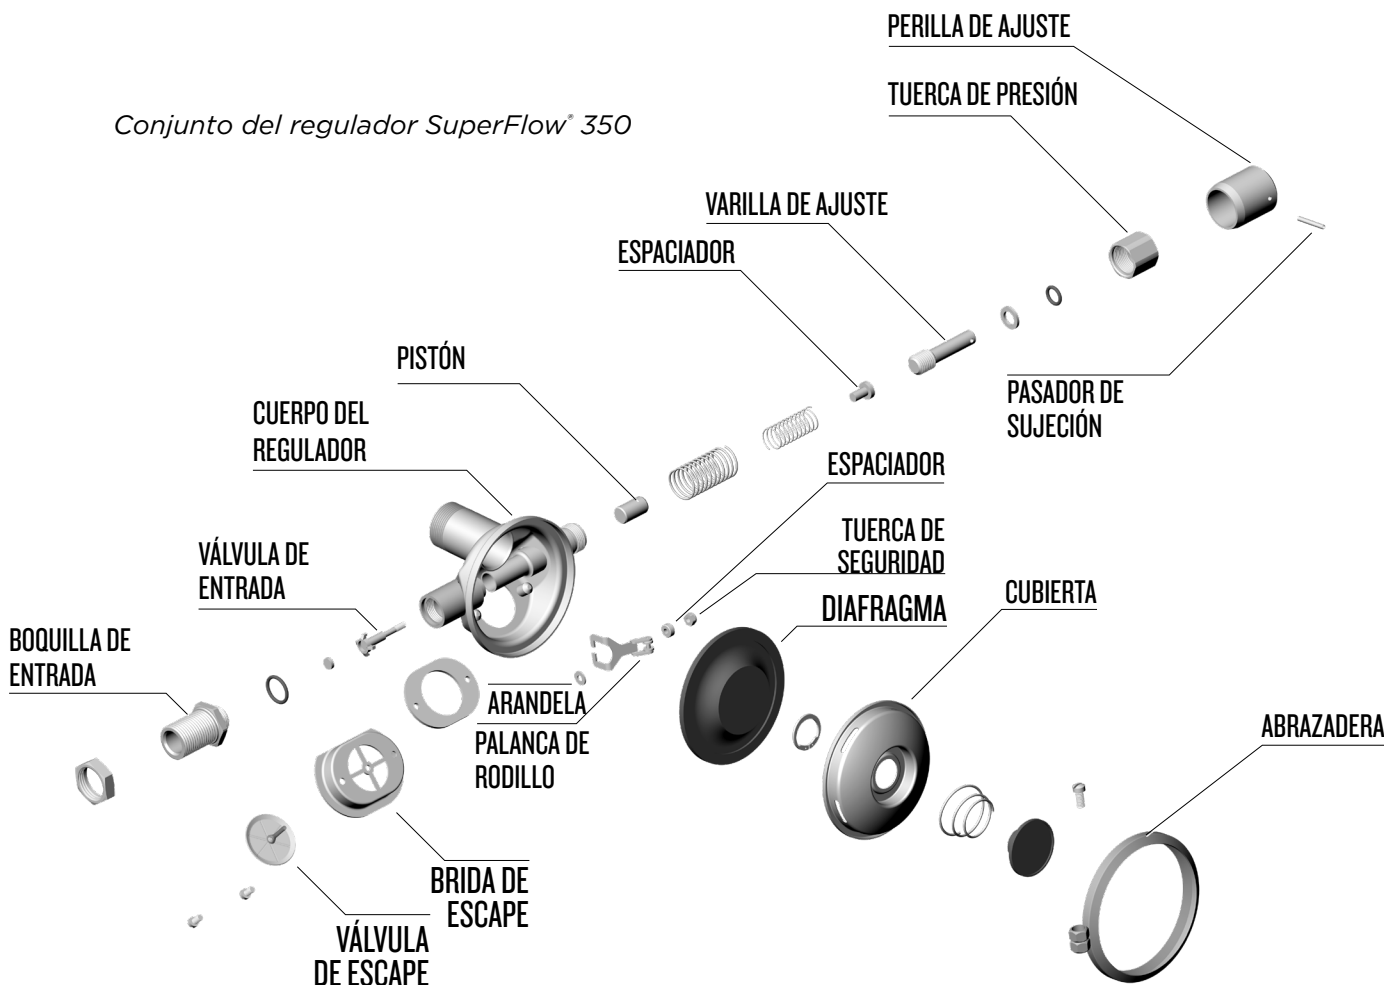 PERILLA DE AJUSTE
TUERCA DE PRESIÓN
Conjunto del regulador SuperFlow® 350
VARILLA DE AJUSTE
ESPACIADOR
PISTÓN
PASADOR DE
SUJECIÓN
CUERPO DEL
REGULADOR
ESPACIADOR
TUERCA DE
SEGURIDAD
VÁLVULA DE
ENTRADA
CUBIERTA
DIAFRAGMA
BOQUILLA DE
ENTRADA
ARANDELA
ABRAZADERA
PALANCA DE
RODILLO
BRIDA DE
ESCAPE
VÁLVULA
DE ESCAPE